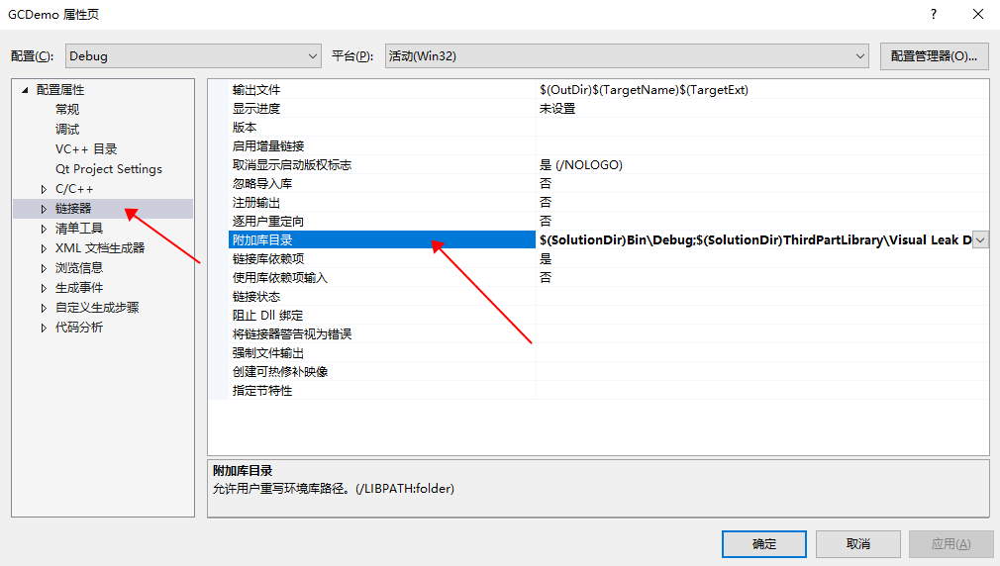 GCDemo 属性页
配置(C): Debug 平台(P): 活动(Win32) 配置管理器(O)...
配置属性
常规
调试
VC++ 目录
Qt Project Settings
C/C++
链接器
清单工具
XML 文档生成器
浏览信息
生成事件
自定义生成步骤
代码分析
输出文件 $(OutDir)$(TargetName)$(TargetExt)
显示进度 未设置
版本
启用增量链接
取消显示启动版权标志 是 (/NOLOGO)
忽略导入库 否
注册输出 否
逐用户重定向 否
附加库目录 $(SolutionDir)Bin\Debug;$(SolutionDir)ThirdPartLibrary\Visual Leak D
链接库依赖项 是
使用库依赖项输入 否
链接状态
阻止 Dll 绑定
将链接器警告视为错误
强制文件输出
创建可热修补映像
指定节特性
附加库目录
允许用户重写环境库路径。(/LIBPATH:folder)
确定 取消 应用(A)